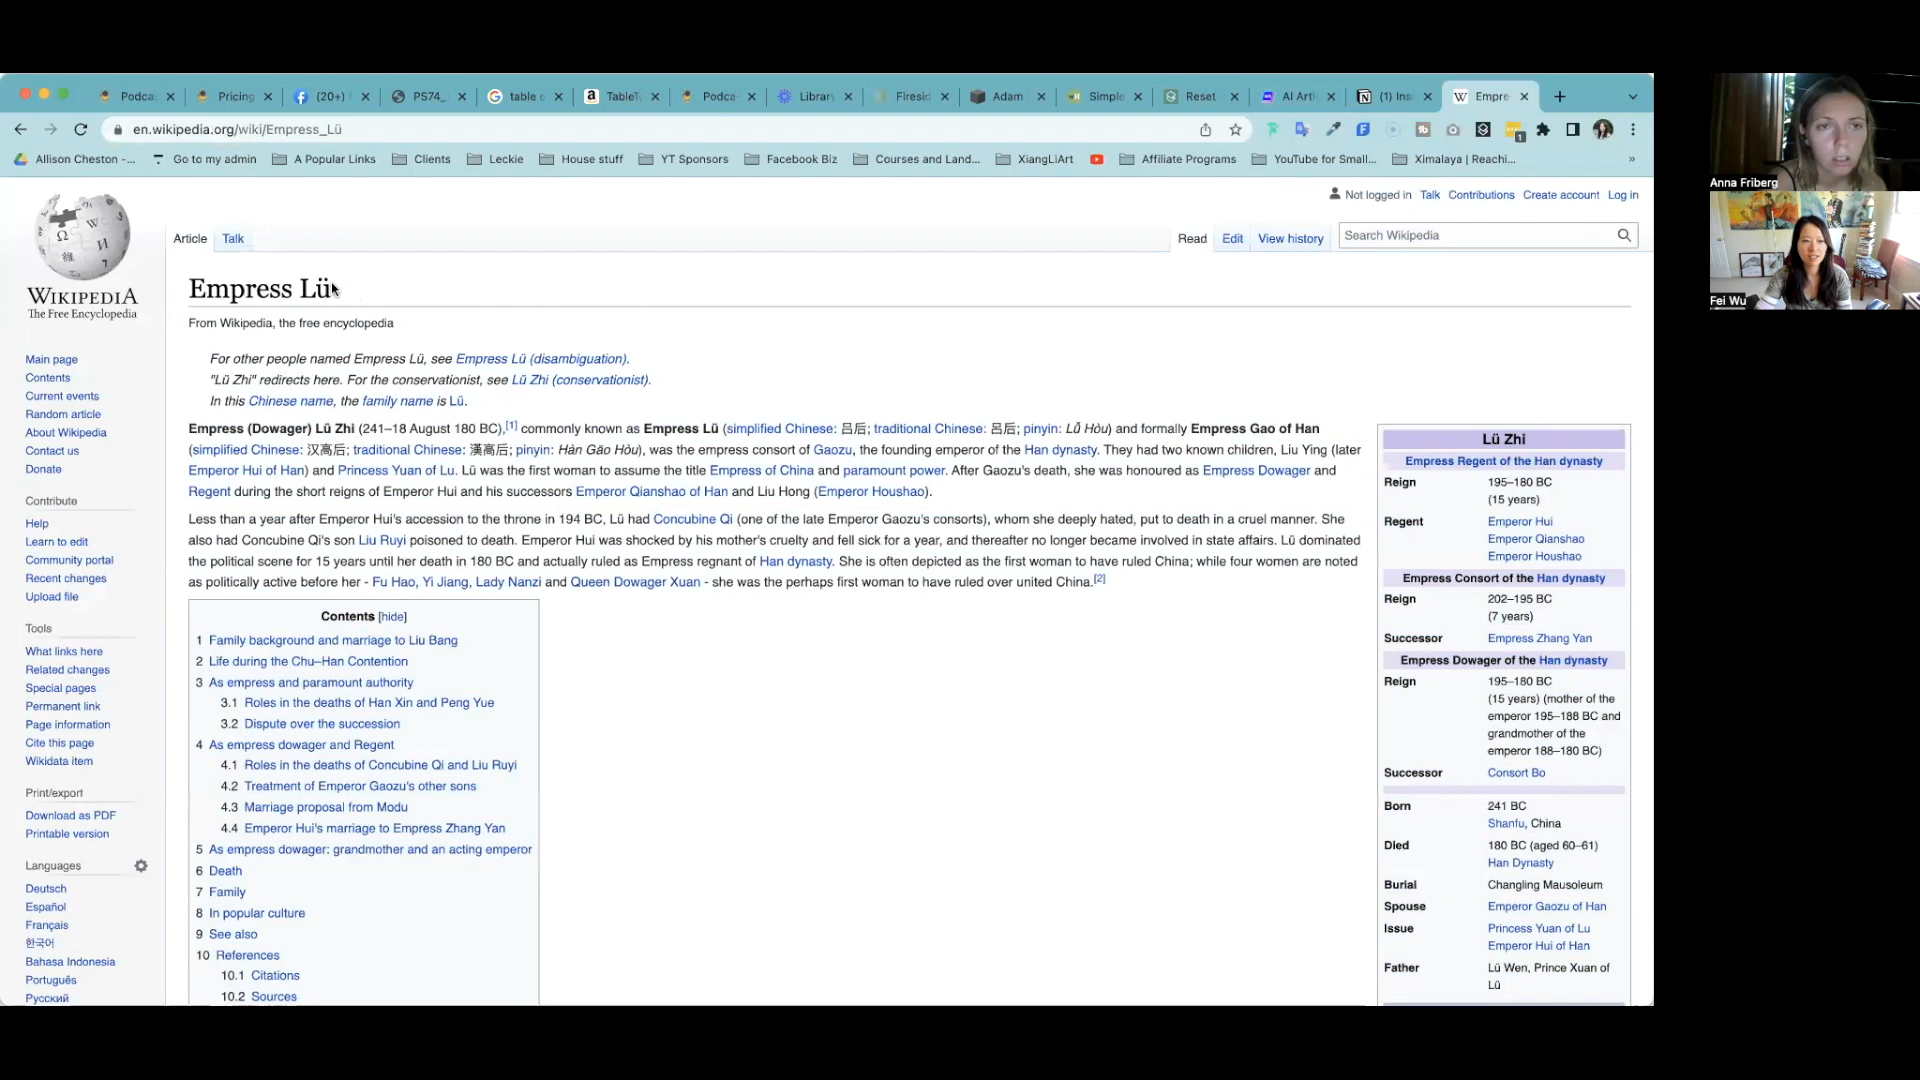 Podca
Pricing
(20+)
PS74_
table c
TableTo
Podca
Librar
Firesid
Adam
Simple
Reset
AI Arti
(1) Ins
Empre
en.wikipedia.org/wiki/Empress_Lü
Allison Cheston -...
Go to my admin
A Popular Links
Clients
Leckie
House stuff
YT Sponsors
Facebook Biz
Courses and Land...
XiangLiArt
Affiliate Programs
YouTube for Small...
Ximalaya | Reachi...
»
Not logged in Talk Contributions Create account Log in
Article Talk
Read Edit View history
Search Wikipedia
WIKIPEDIA
The Free Encyclopedia
Main page
Contents
Current events
Random article
About Wikipedia
Contact us
Donate
Contribute
Help
Learn to edit
Community portal
Recent changes
Upload file
Tools
What links here
Related changes
Special pages
Permanent link
Page information
Cite this page
Wikidata item
Print/export
Download as PDF
Printable version
Languages
Deutsch
Español
Français
한국어
Bahasa Indonesia
Português
Русский
Empress Lü
From Wikipedia, the free encyclopedia
For other people named Empress Lü, see Empress Lü (disambiguation).
"Lü Zhi" redirects here. For the conservationist, see Lü Zhi (conservationist).
In this Chinese name, the family name is Lü.
Empress (Dowager) Lü Zhi (241–18 August 180 BC),[1] commonly known as Empress Lü (simplified Chinese: 吕后; traditional Chinese: 呂后; pinyin: Lǚ Hòu) and formally Empress Gao of Han
(simplified Chinese: 汉高后; traditional Chinese: 漢高后; pinyin: Hàn Gāo Hòu), was the empress consort of Gaozu, the founding emperor of the Han dynasty. They had two known children, Liu Ying (later
Emperor Hui of Han) and Princess Yuan of Lu. Lü was the first woman to assume the title Empress of China and paramount power. After Gaozu's death, she was honoured as Empress Dowager and
Regent during the short reigns of Emperor Hui and his successors Emperor Qianshao of Han and Liu Hong (Emperor Houshao).
Less than a year after Emperor Hui's accession to the throne in 194 BC, Lü had Concubine Qi (one of the late Emperor Gaozu's consorts), whom she deeply hated, put to death in a cruel manner. She
also had Concubine Qi's son Liu Ruyi poisoned to death. Emperor Hui was shocked by his mother's cruelty and fell sick for a year, and thereafter no longer became involved in state affairs. Lü dominated
the political scene for 15 years until her death in 180 BC and actually ruled as Empress regnant of Han dynasty. She is often depicted as the first woman to have ruled China; while four women are noted
as politically active before her - Fu Hao, Yi Jiang, Lady Nanzi and Queen Dowager Xuan - she was the perhaps first woman to have ruled over united China.[2]
Contents [hide]
1 Family background and marriage to Liu Bang
2 Life during the Chu–Han Contention
3 As empress and paramount authority
3.1 Roles in the deaths of Han Xin and Peng Yue
3.2 Dispute over the succession
4 As empress dowager and Regent
4.1 Roles in the deaths of Concubine Qi and Liu Ruyi
4.2 Treatment of Emperor Gaozu's other sons
4.3 Marriage proposal from Modu
4.4 Emperor Hui's marriage to Empress Zhang Yan
5 As empress dowager: grandmother and an acting emperor
6 Death
7 Family
8 In popular culture
9 See also
10 References
10.1 Citations
10.2 Sources
Lü Zhi
Empress Regent of the Han dynasty
Reign 195–180 BC
(15 years)
Regent Emperor Hui
Emperor Qianshao
Emperor Houshao
Empress Consort of the Han dynasty
Reign 202–195 BC
(7 years)
Successor Empress Zhang Yan
Empress Dowager of the Han dynasty
Reign 195–180 BC
(15 years) (mother of the
emperor 195–188 BC and
grandmother of the
emperor 188–180 BC)
Successor Consort Bo
Born 241 BC
Shanfu, China
Died 180 BC (aged 60–61)
Han Dynasty
Burial Changling Mausoleum
Spouse Emperor Gaozu of Han
Issue Princess Yuan of Lu
Emperor Hui of Han
Father Lü Wen, Prince Xuan of
Lü
Anna Friberg
Fei Wu